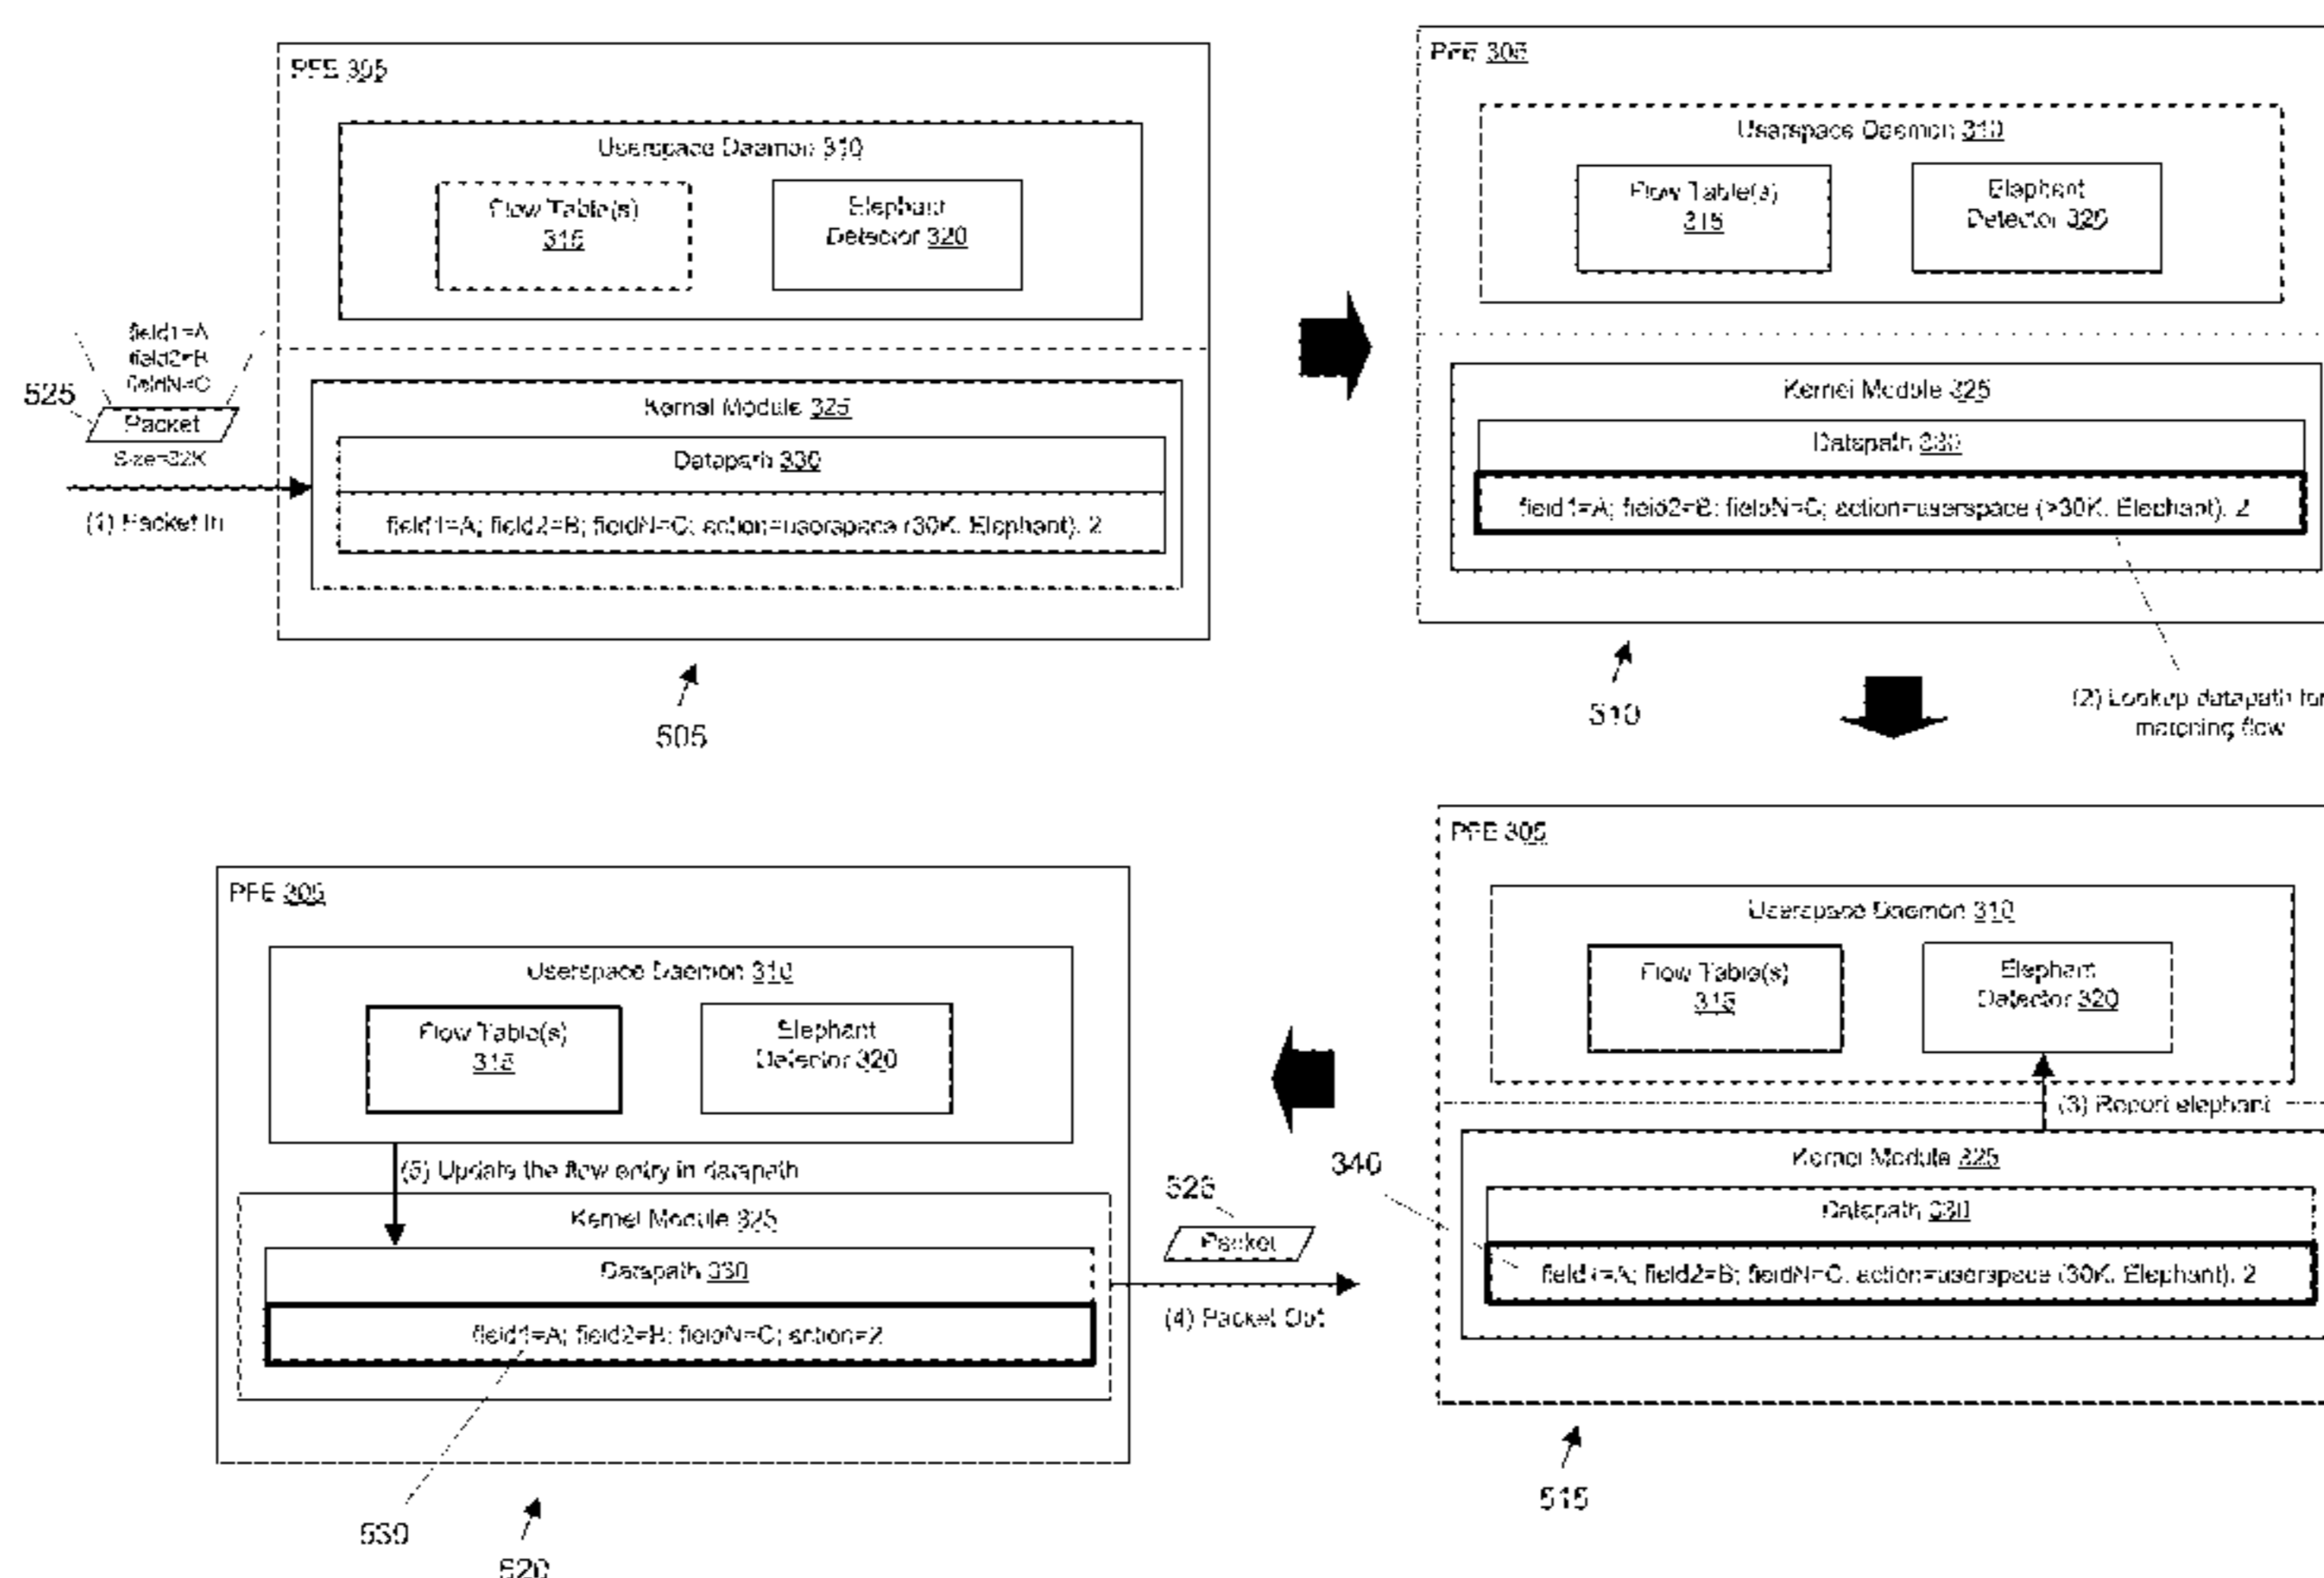 PFE 305
Userspace Daemon 310
Flow Table(s)
315
Elephant
Detector 320
field1=A
field2=B
fieldN=C
525
Packet
Size=32K
(1) Packet In
Kernel Module 325
Datapath 330
field1=A; field2=B; fieldN=C; action=userspace (30K, Elephant), 2
505
PFE 305
Userspace Daemon 310
Flow Table(s)
315
Elephant
Detector 320
Kernel Module 325
Datapath 330
field1=A; field2=B; fieldN=C; action=userspace (>30K, Elephant), 2
510
(2) Lookup datapath for
matching flow
PFE 305
Userspace Daemon 310
Flow Table(s)
315
Elephant
Detector 320
(3) Report elephant
340
Kernel Module 325
Datapath 330
field1=A; field2=B; fieldN=C, action=userspace (30K, Elephant), 2
515
PFE 305
Userspace Daemon 310
Flow Table(s)
315
Elephant
Detector 320
(5) Update the flow entry in datapath
Kernel Module 325
Datapath 330
field1=A; field2=B; fieldN=C; action=2
525
Packet
(4) Packet Out
530
520